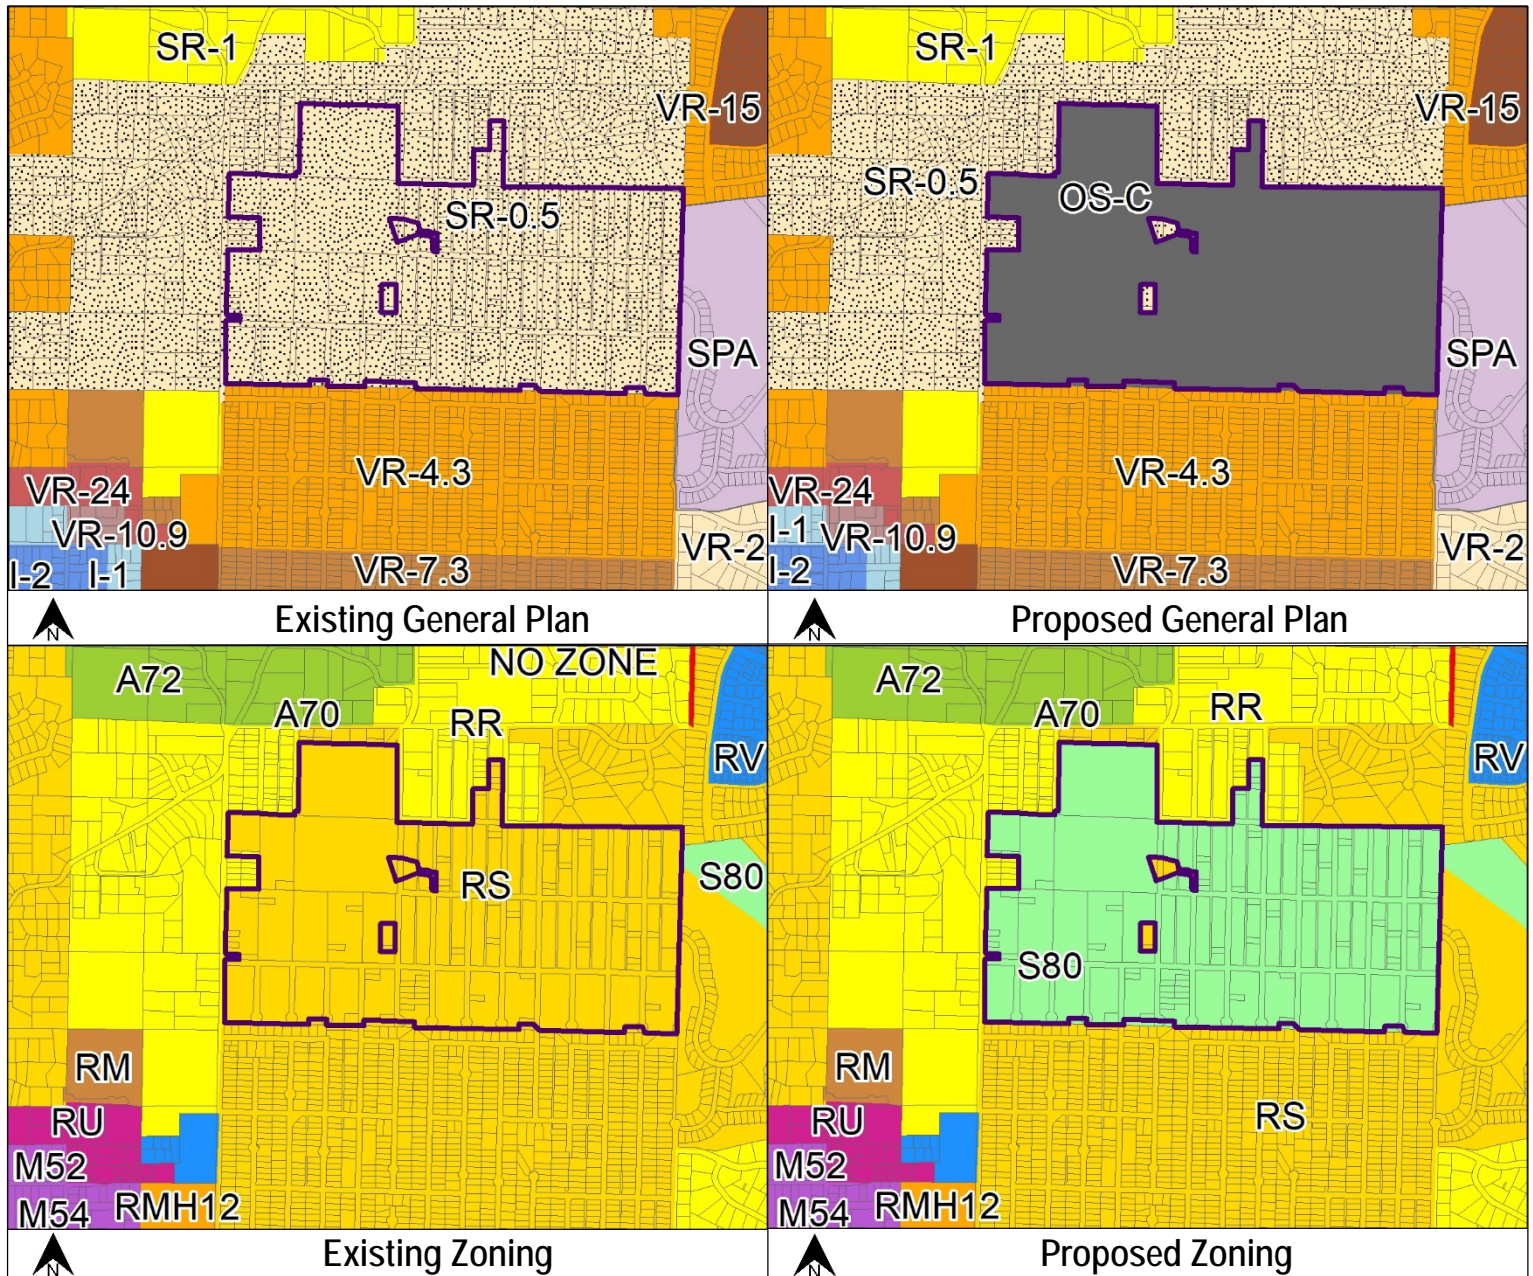 SR-1
VR-15
SR-0.5
SPA
VR-4.3
VR-24
VR-10.9
VR-2
I-2
I-1
VR-7.3
N
Existing General Plan
SR-1
VR-15
SR-0.5
OS-C
SPA
VR-4.3
VR-24
I-1
VR-10.9
VR-2
I-2
VR-7.3
N
Proposed General Plan
NO ZONE
A72
A70
RR
RV
S80
RS
RM
RU
M52
M54
RMH12
N
Existing Zoning
A72
A70
RR
RV
S80
RM
RS
RU
M52
M54
RMH12
N
Proposed Zoning